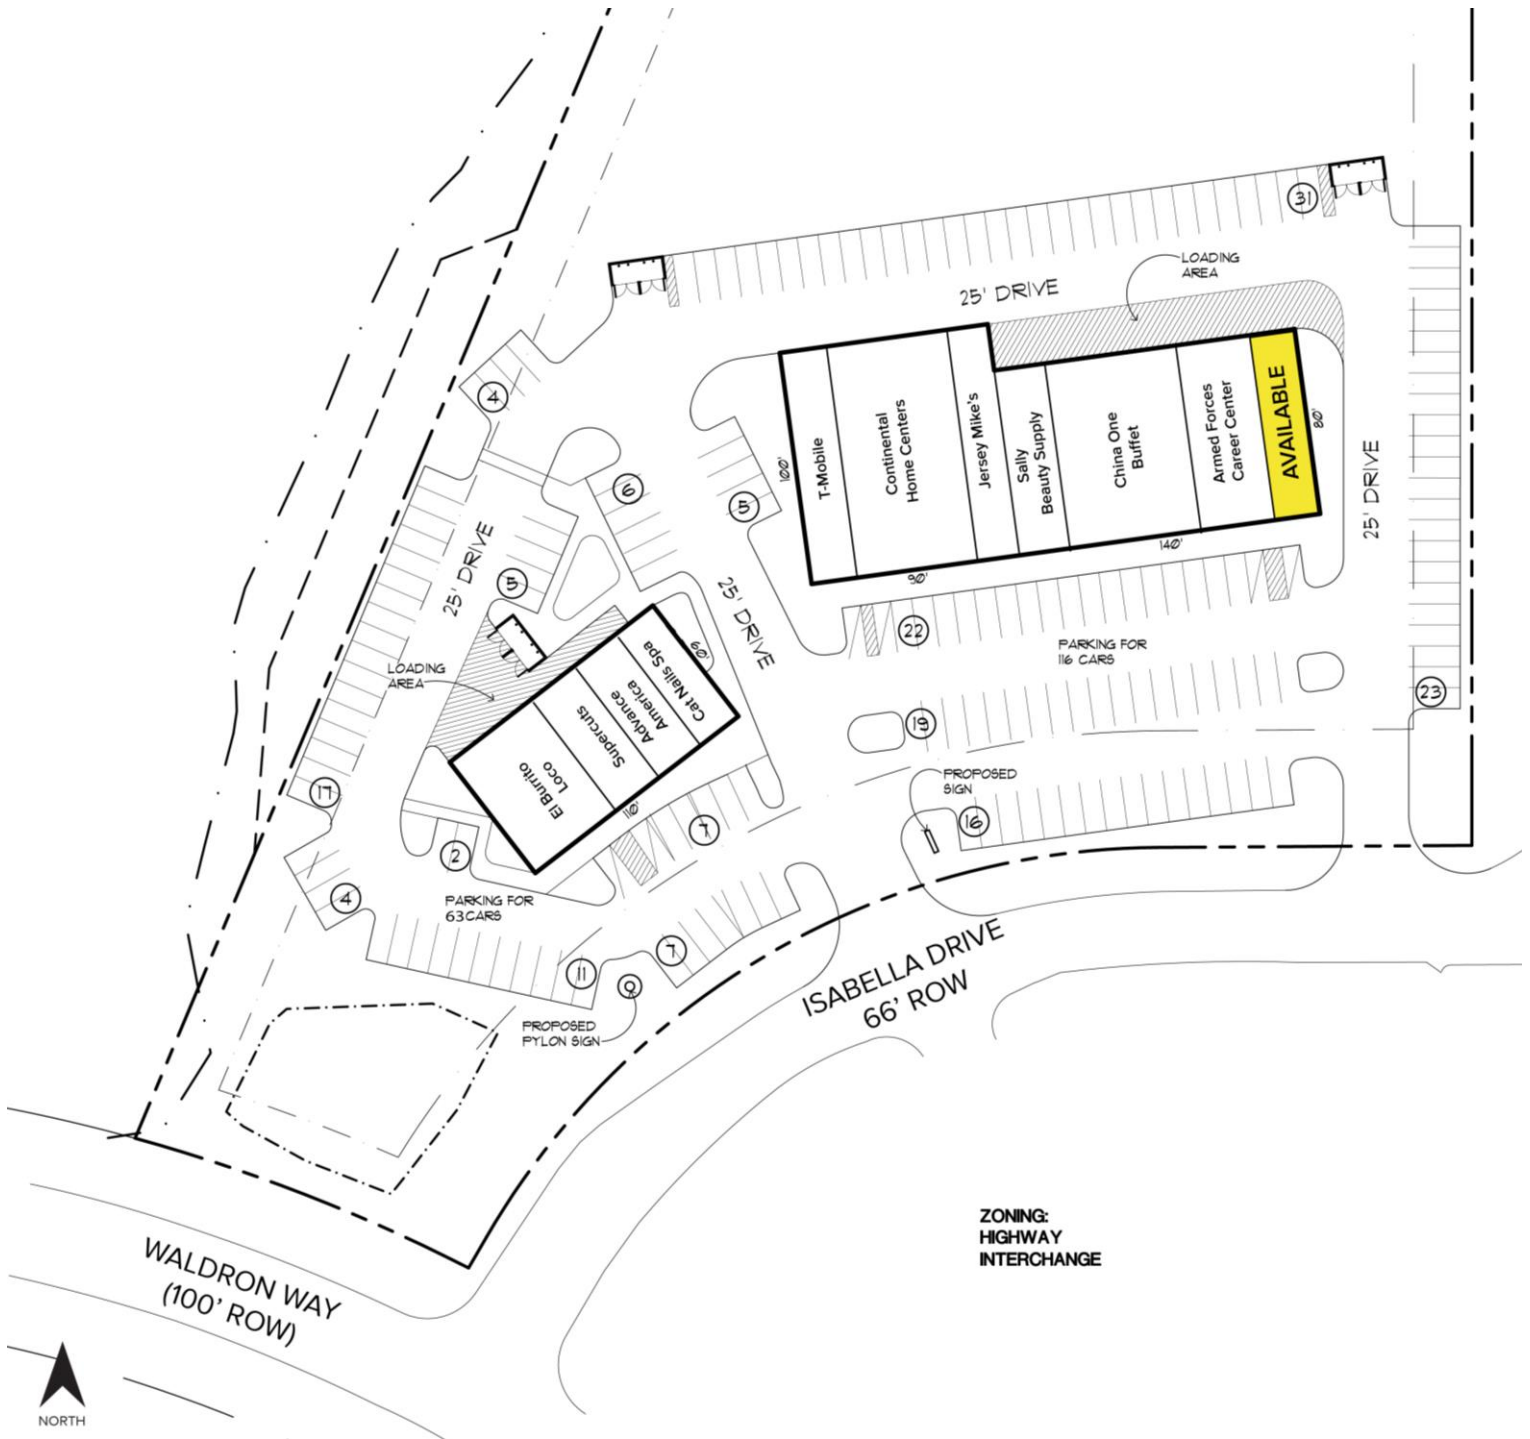 31
LOADING
AREA
25' DRIVE
4
T-Mobile
Continental
Home Centers
Jersey Mike's
Sally
Beauty Supply
China One
Buffet
Armed Forces
Career Center
AVAILABLE
100'
80'
90'
140'
25' DRIVE
6
5
5
25' DRIVE
25' DRIVE
22
PARKING FOR
116 CARS
23
19
LOADING
AREA
60'
Cat Nails Spa
Advance
America
Supercuts
El Burrito
Loco
110'
17
PROPOSED
SIGN
16
7
2
4
PARKING FOR
63 CARS
7
11
PROPOSED
PYLON SIGN
ISABELLA DRIVE
66' ROW
ZONING:
HIGHWAY
INTERCHANGE
WALDRON WAY
(100' ROW)
NORTH